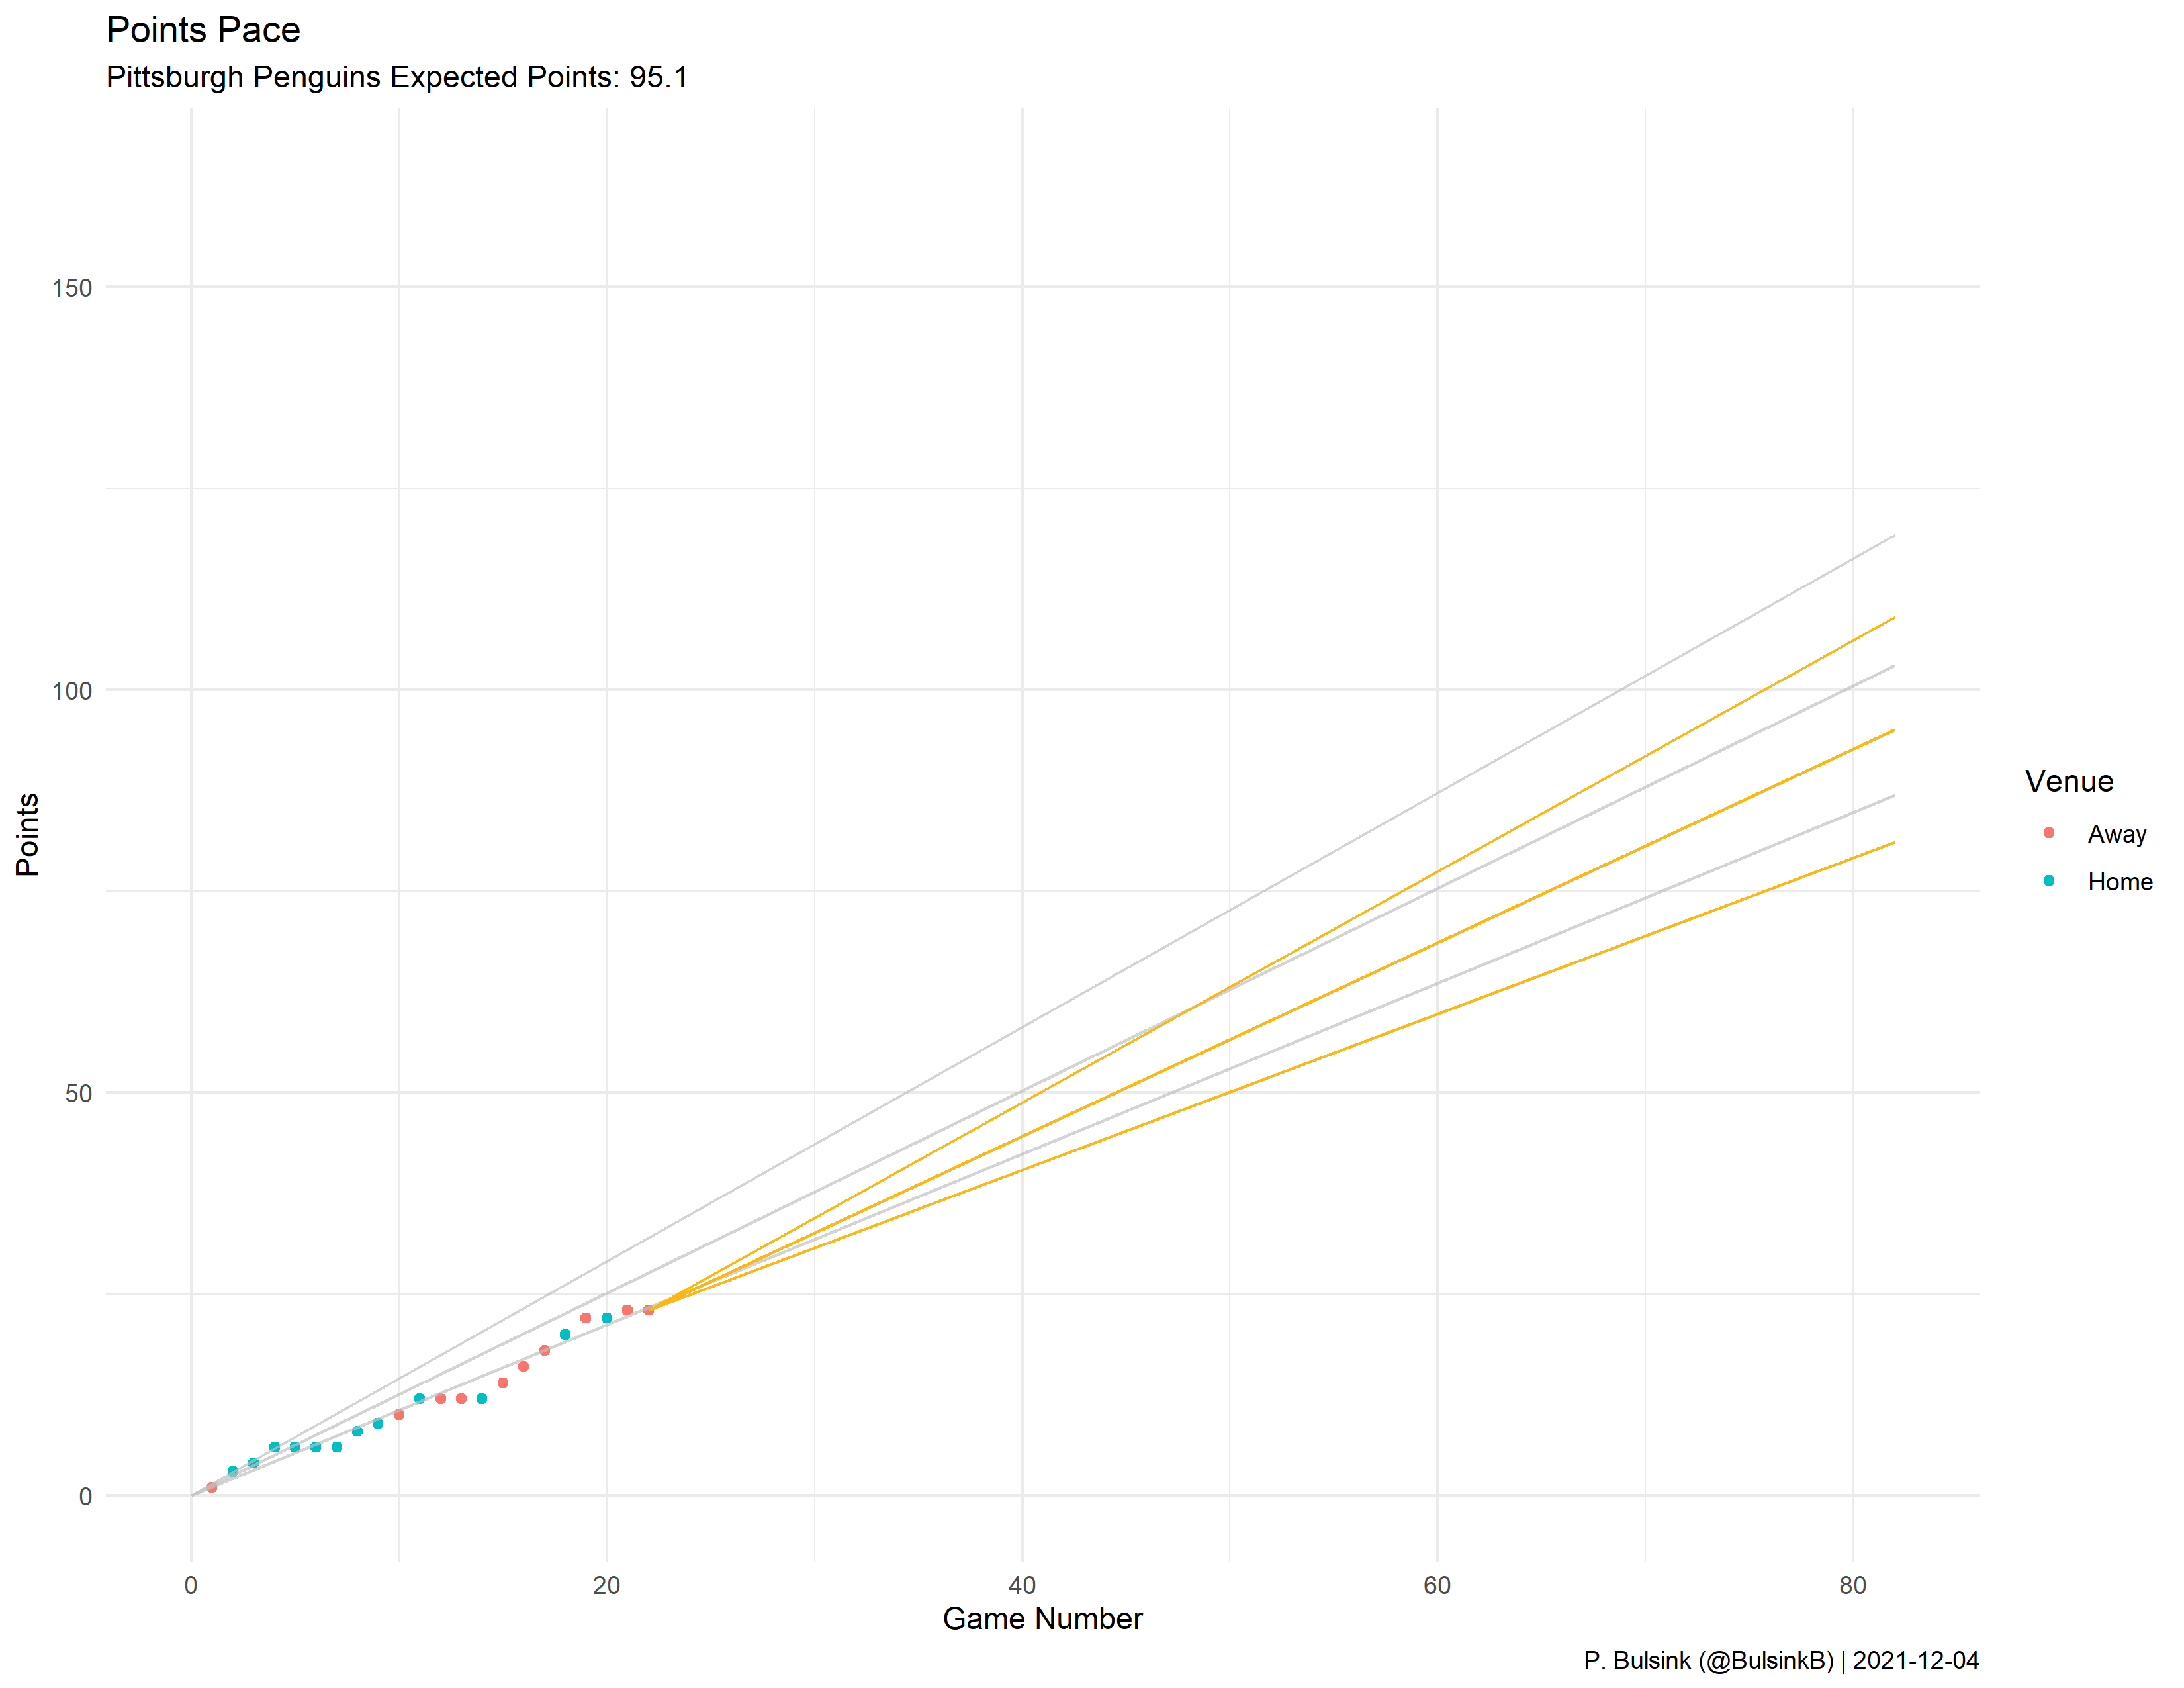 Points Pace
Pittsburgh Penguins Expected Points: 95.1
150
100
50
0
Points
0 20 40 60 80
Game Number
Venue
Away
Home
P. Bulsink (@BulsinkB) | 2021-12-04